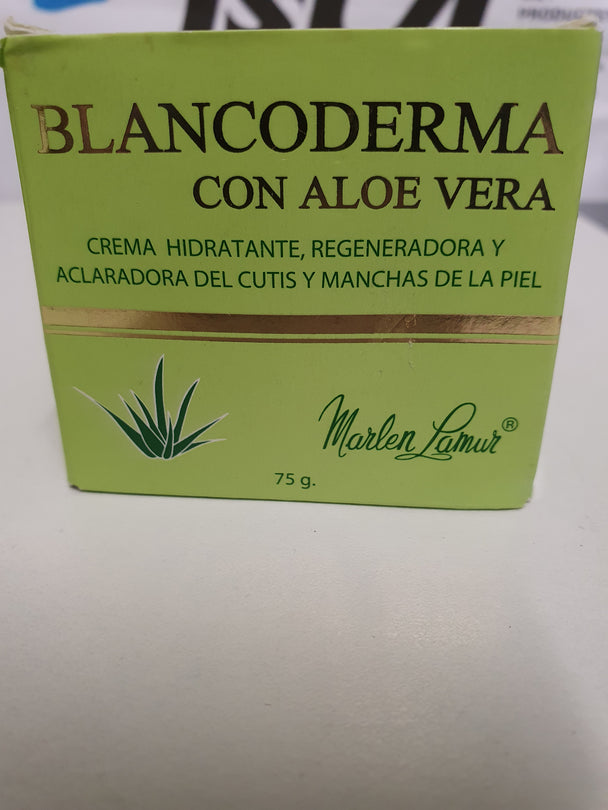 BLANCODERMA
CON ALOE VERA
CREMA HIDRATANTE, REGENERADORA Y
ACLARADORA DEL CUTIS Y MANCHAS DE LA PIEL
Marlen Lamur®
75 g.